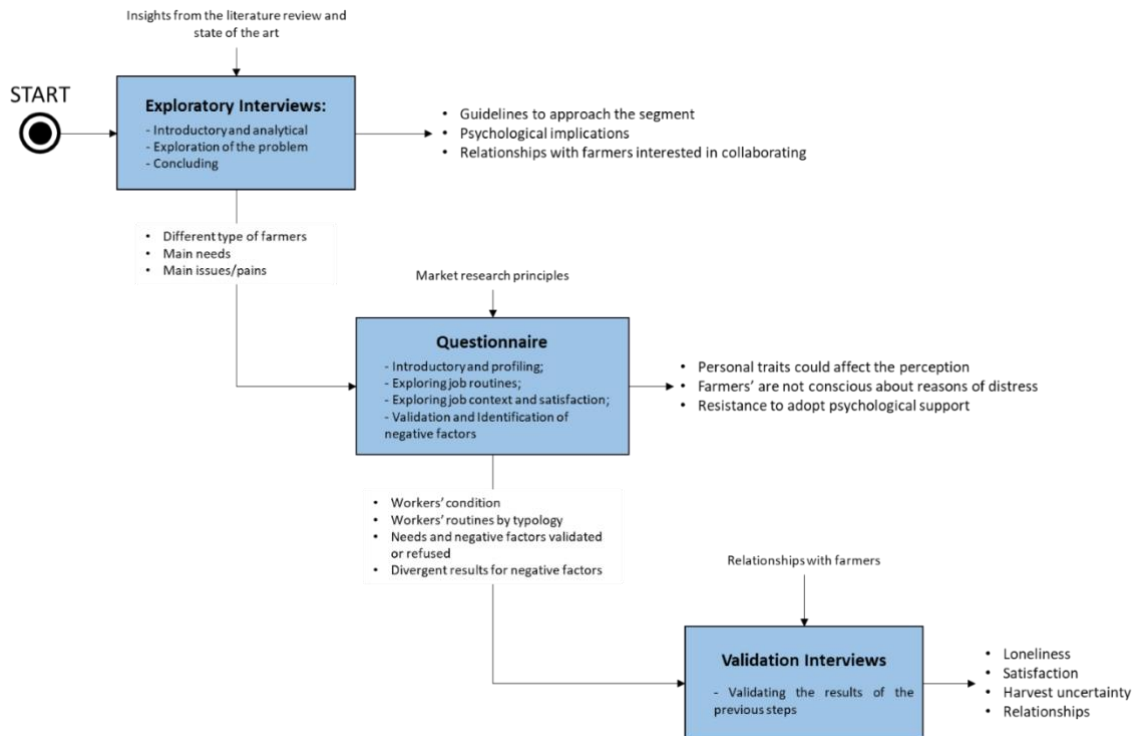 Insights from the literature review and
state of the art
START
Exploratory Interviews:
- Introductory and analytical
- Exploration of the problem
- Concluding
• Guidelines to approach the segment
• Psychological implications
• Relationships with farmers interested in collaborating
• Different type of farmers
• Main needs
• Main issues/pains
Market research principles
Questionnaire
- Introductory and profiling;
- Exploring job routines;
- Exploring job context and satisfaction;
- Validation and Identification of
negative factors
• Personal traits could affect the perception
• Farmers' are not conscious about reasons of distress
• Resistance to adopt psychological support
• Workers' condition
• Workers' routines by typology
• Needs and negative factors validated
or refused
• Divergent results for negative factors
Relationships with farmers
Validation Interviews
- Validating the results of the
previous steps
• Loneliness
• Satisfaction
• Harvest uncertainty
• Relationships